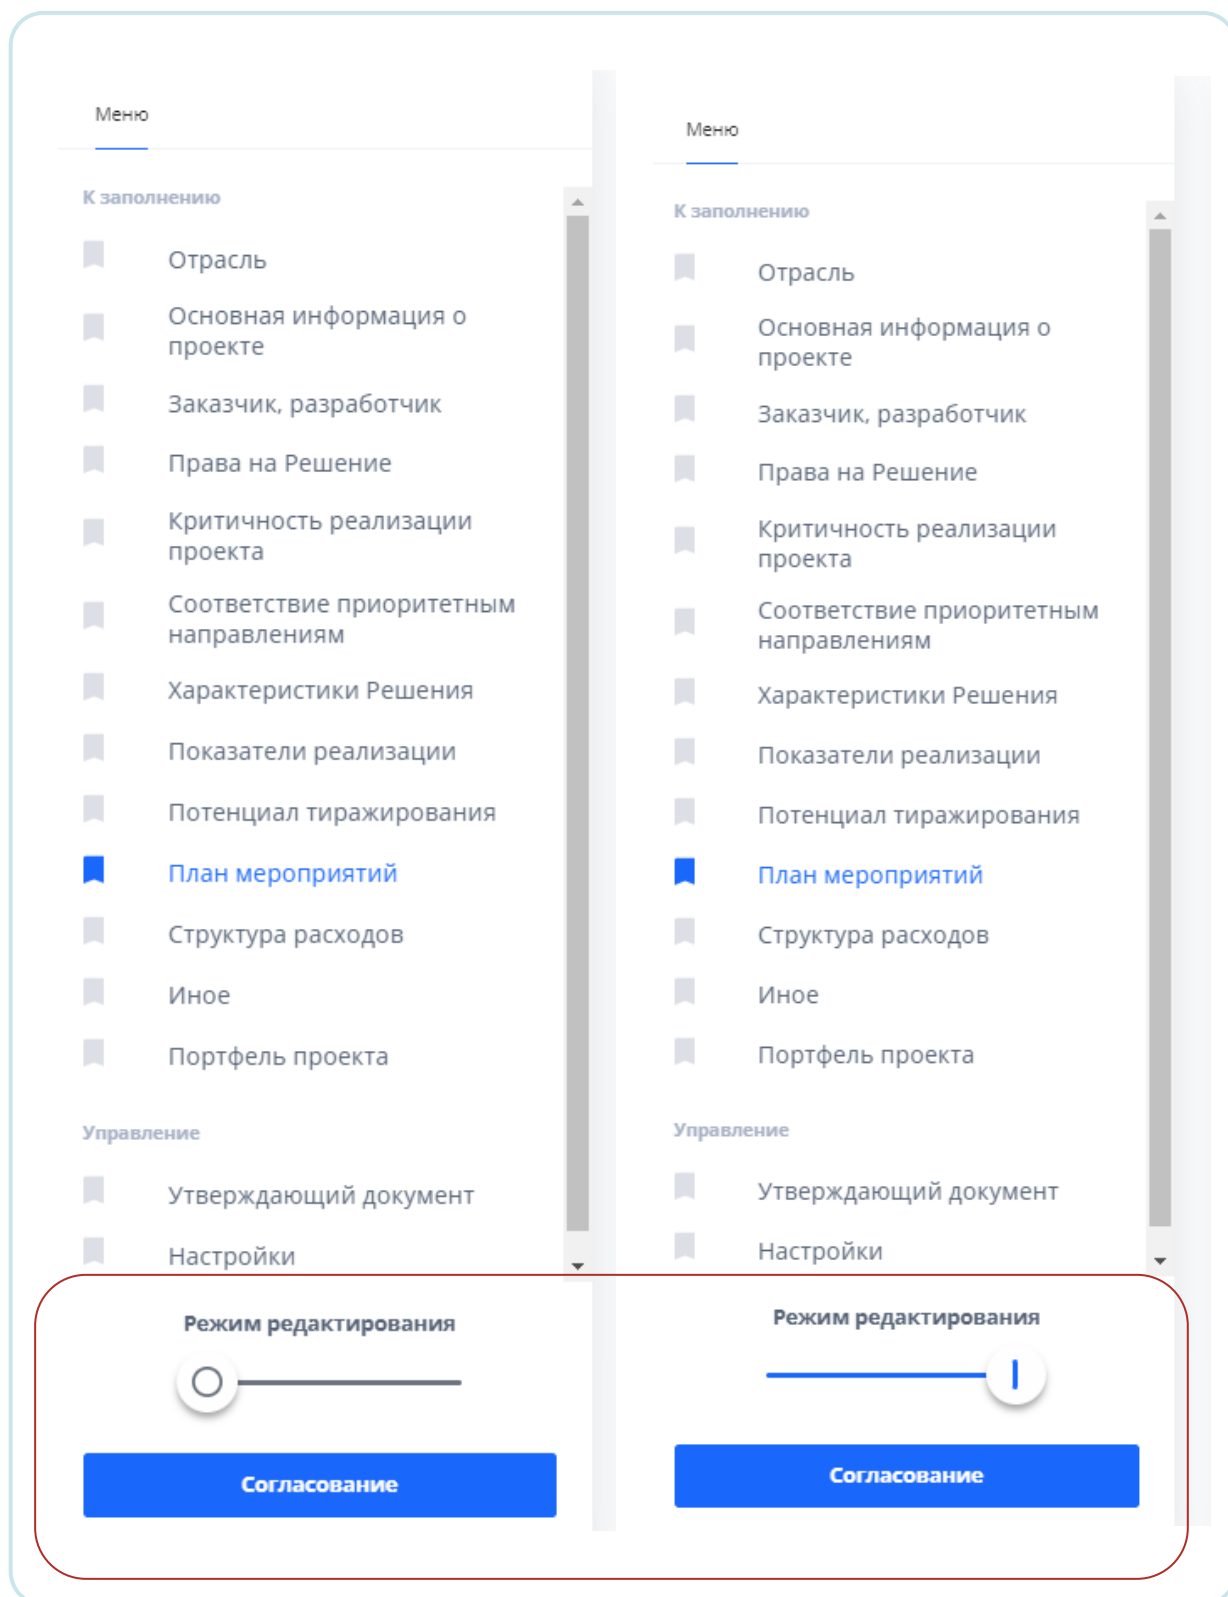 Меню
К заполнению
Отрасль
Основная информация о
проекте
Заказчик, разработчик
Права на Решение
Критичность реализации
проекта
Соответствие приоритетным
направлениям
Характеристики Решения
Показатели реализации
Потенциал тиражирования
План мероприятий
Структура расходов
Иное
Портфель проекта
Управление
Утверждающий документ
Настройки
Режим редактирования
Согласование
Меню
К заполнению
Отрасль
Основная информация о
проекте
Заказчик, разработчик
Права на Решение
Критичность реализации
проекта
Соответствие приоритетным
направлениям
Характеристики Решения
Показатели реализации
Потенциал тиражирования
План мероприятий
Структура расходов
Иное
Портфель проекта
Управление
Утверждающий документ
Настройки
Режим редактирования
Согласование